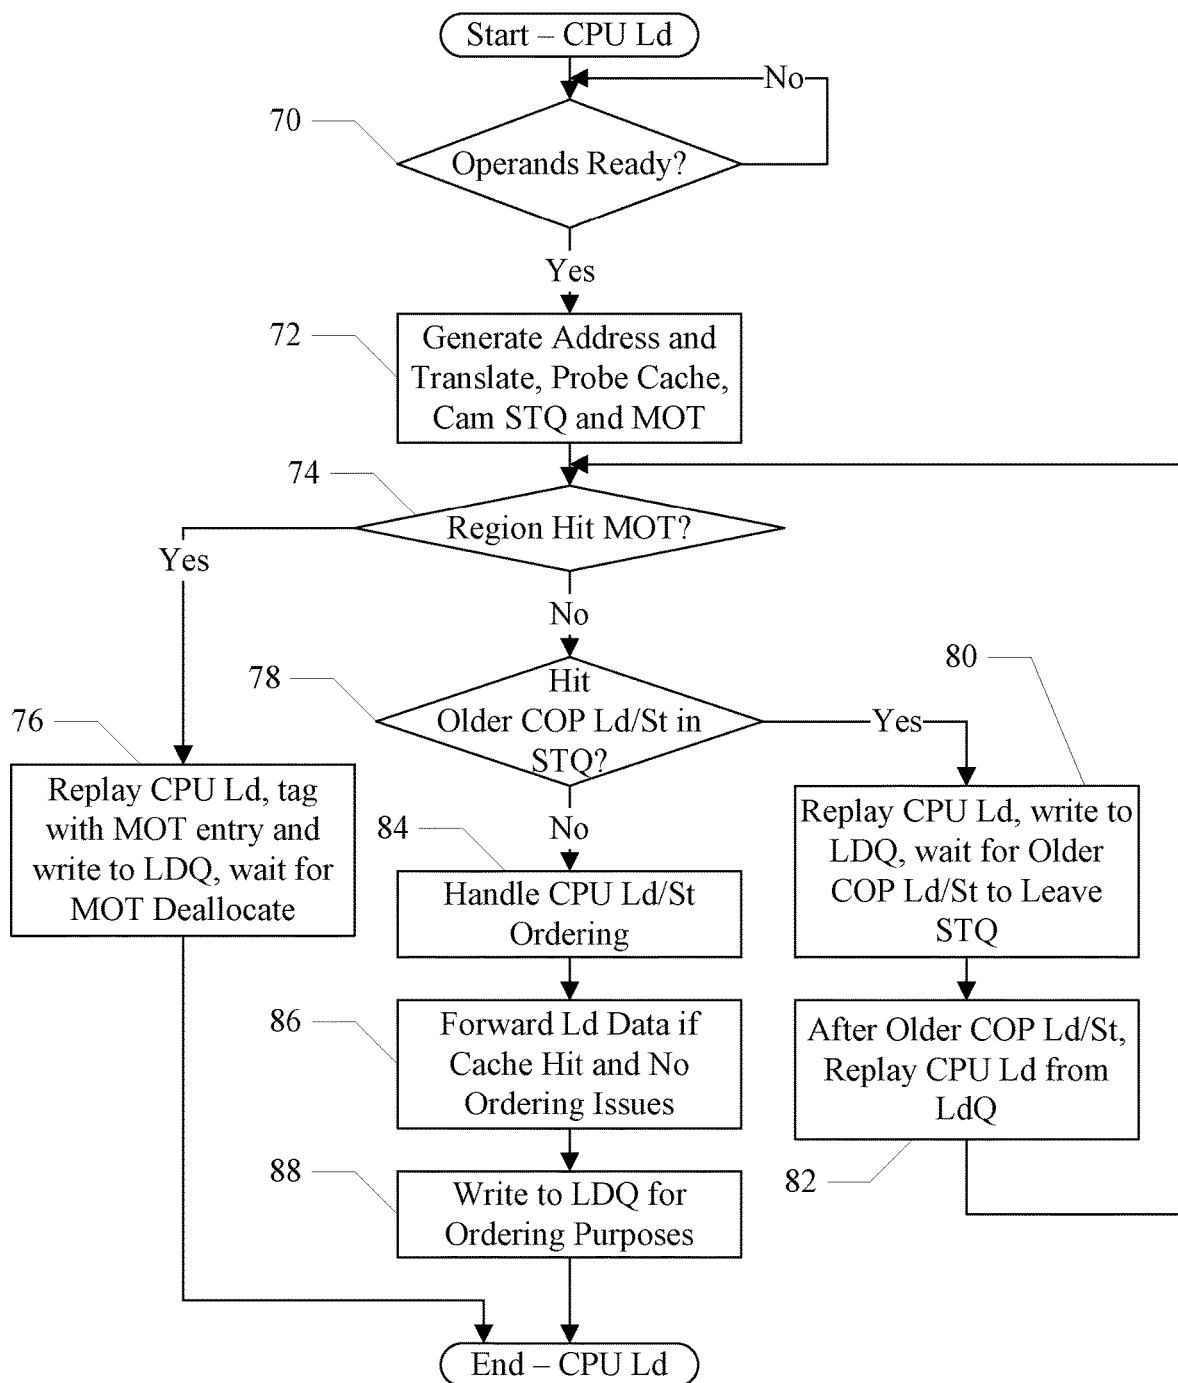 Start – CPU Ld
No
70
Operands Ready?
Yes
72
Generate Address and
Translate, Probe Cache,
Cam STQ and MOT
74
Region Hit MOT?
Yes
No
78
Hit
Older COP Ld/St in
STQ?
Yes
80
76
Replay CPU Ld, tag
with MOT entry and
write to LDQ, wait for
MOT Deallocate
No
Replay CPU Ld, write to
LDQ, wait for Older
COP Ld/St to Leave
STQ
84
Handle CPU Ld/St
Ordering
86
Forward Ld Data if
Cache Hit and No
Ordering Issues
After Older COP Ld/St,
Replay CPU Ld from
LdQ
82
88
Write to LDQ for
Ordering Purposes
End – CPU Ld